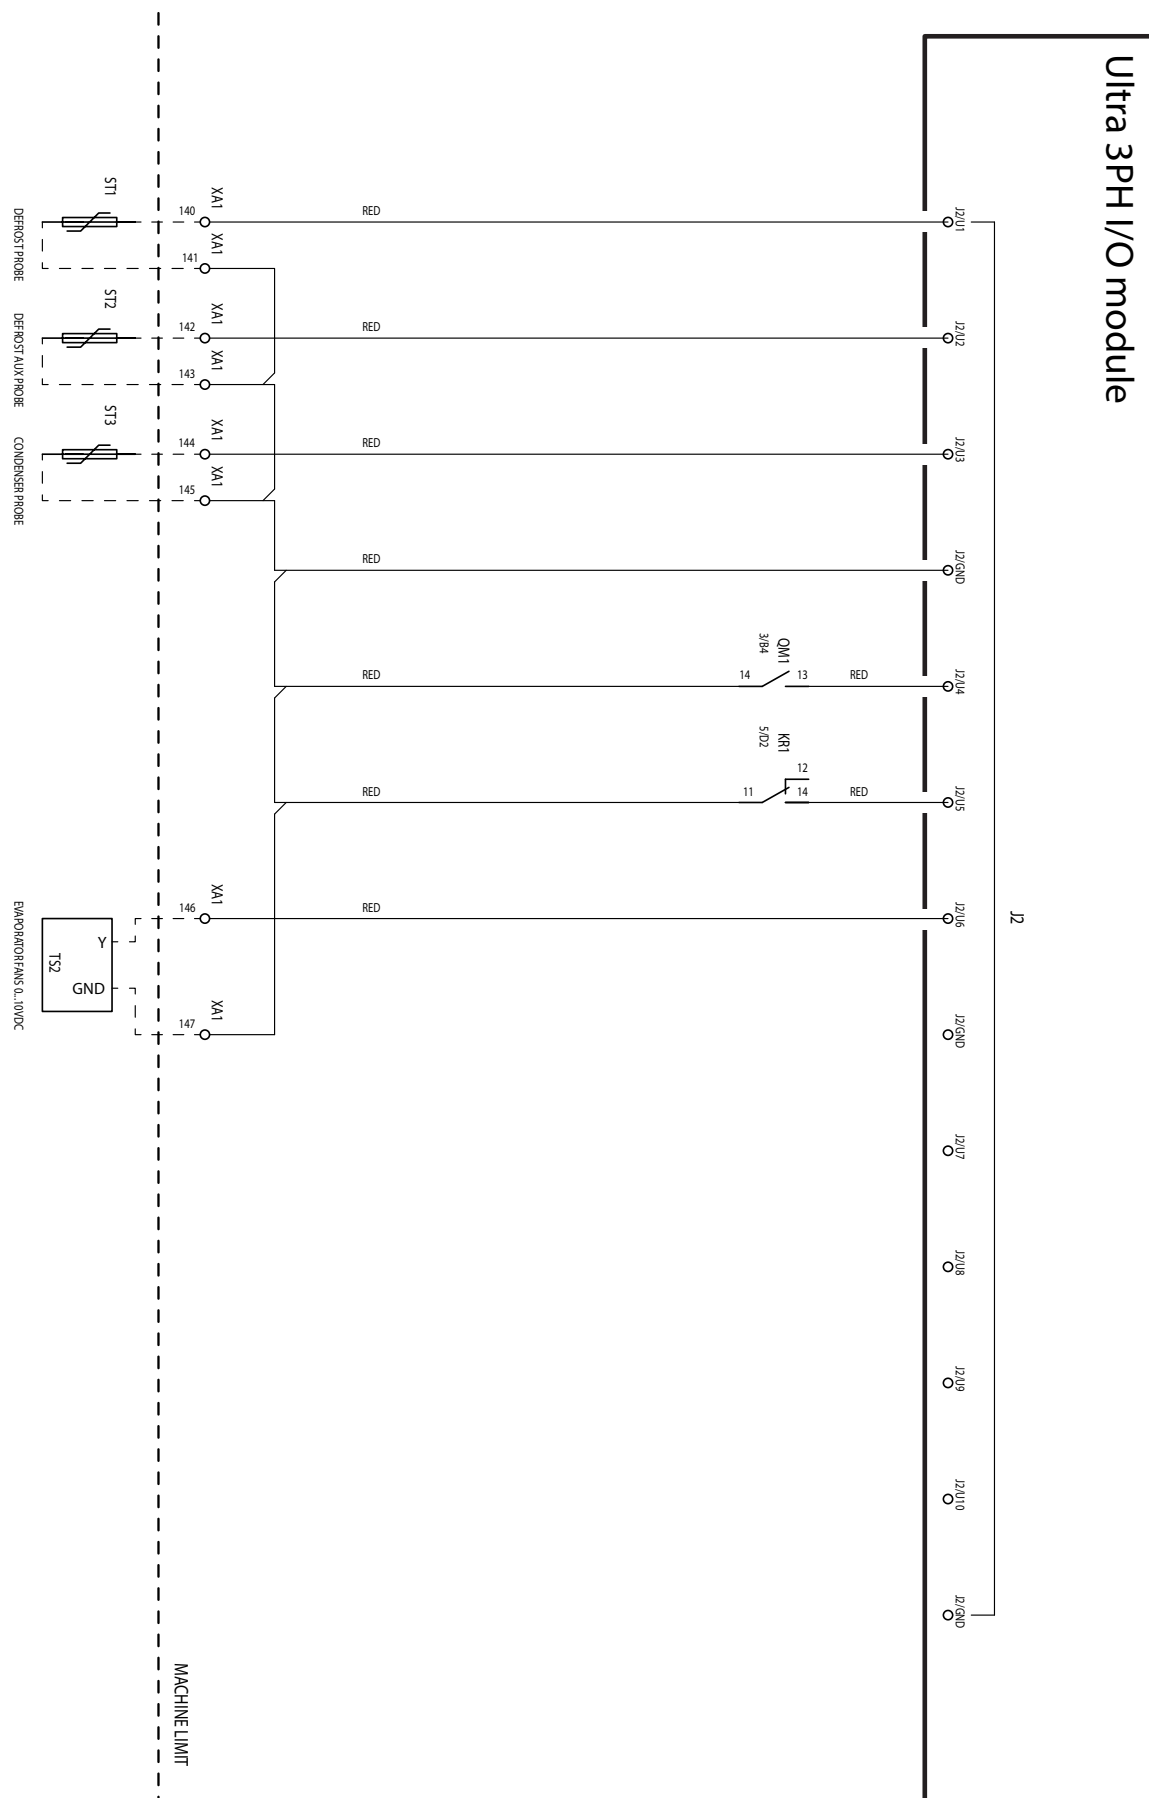 Ultra 3PH I/O module
J2
J2/U1
J2/U2
J2/U3
J2/GND
J2/U4
J2/U5
J2/U6
J2/GND
J2/U7
J2/U8
J2/U9
J2/U10
J2/GND
RED
RED
RED
RED
RED
RED
RED
RED
RED
QM1
3/B4
14
13
KR1
5/D2
12
11
14
XA1
140
XA1
141
XA1
142
XA1
143
XA1
144
XA1
145
XA1
146
XA1
147
MACHINE LIMIT
ST1
DEFROST PROBE
ST2
DEFROST AUX PROBE
ST3
CONDENSER PROBE
Y
TS2
GND
EVAPORATOR FANS 0...10VDC